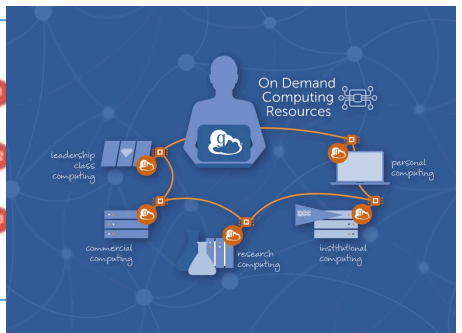 On Demand
Computing
Resources
leadership
class
computing
personal
computing
commercial
computing
research
computing
institutional
computing
g